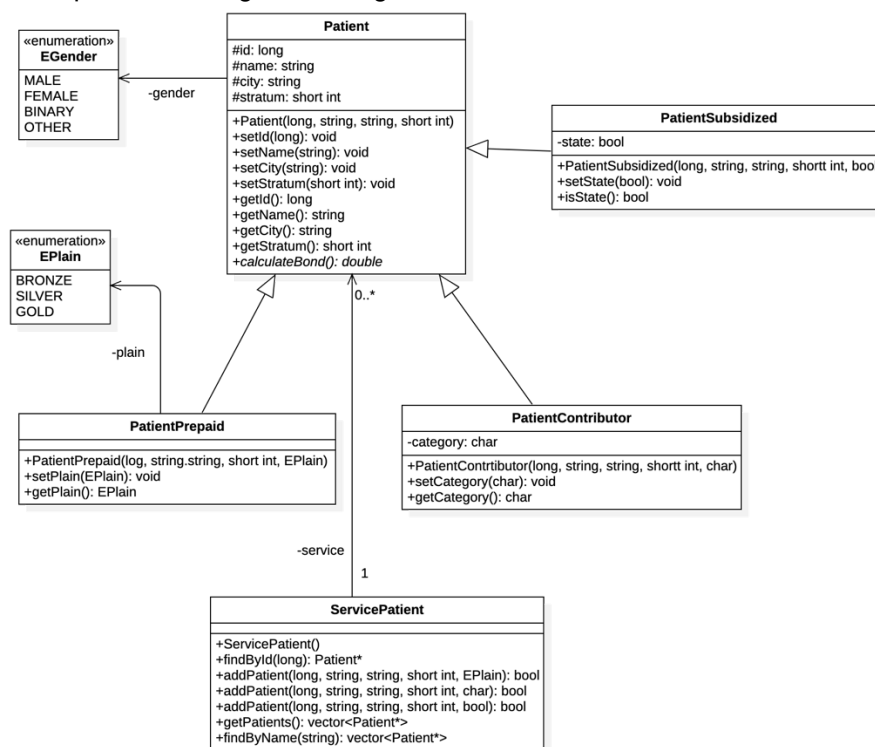 «enumeration»
EGender
MALE
FEMALE
BINARY
OTHER
-gender
Patient
#id: long
#name: string
#city: string
#stratum: short int
+Patient(long, string, string, short int)
+setId(long): void
+setName(string): void
+setCity(string): void
+setStratum(short int): void
+getId(): long
+getName(): string
+getCity(): string
+getStratum(): short int
+calculateBond(): double
PatientSubsidized
-state: bool
+PatientSubsidized(long, string, string, shortt int, bool
+setState(bool): void
+isState(): bool
«enumeration»
EPlain
BRONZE
SILVER
GOLD
-plain
0..*
PatientPrepaid
+PatientPrepaid(log, string.string, short int, EPlain)
+setPlain(EPlain): void
+getPlain(): EPlain
PatientContributor
-category: char
+PatientContrtibutor(long, string, string, shortt int, char)
+setCategory(char): void
+getCategory(): char
-service
1
ServicePatient
+ServicePatient()
+findById(long): Patient*
+addPatient(long, string, string, short int, EPlain): bool
+addPatient(long, string, string, short int, char): bool
+addPatient(long, string, string, short int, bool): bool
+getPatients(): vector<Patient*>
+findByName(string): vector<Patient*>